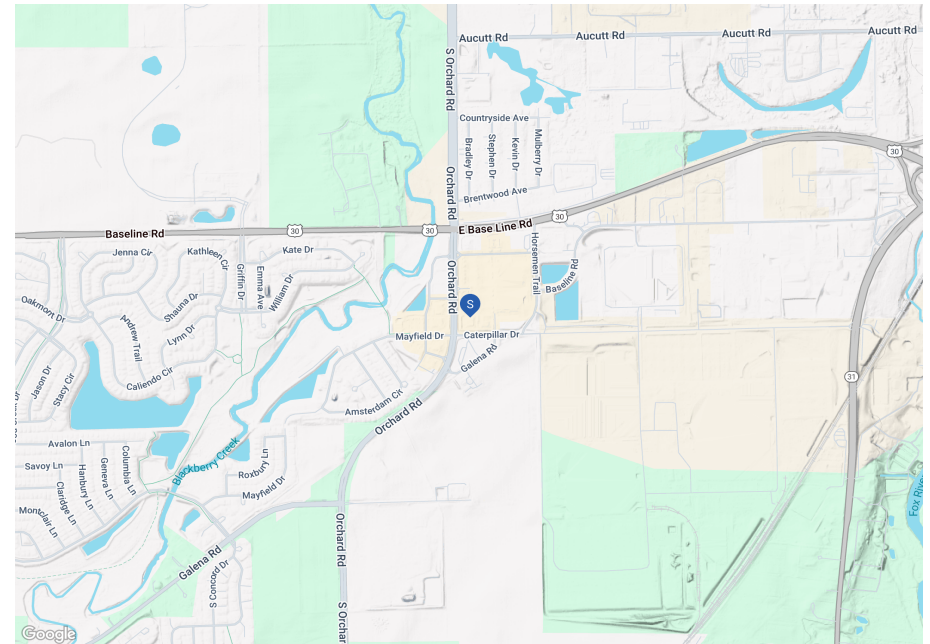 Aucutt Rd
Aucutt Rd
Aucutt Rd
S Orchard Rd
Countryside Ave
Bradley Dr
Stephen Dr
Kevin Dr
Mulberry Dr
30
Orchard Rd
Brentwood Ave
30
Baseline Rd
30
30
E Base Line Rd
Jenna Cir
Kathleen Cir
Kate Dr
Griffin Dr
Emma Ave
William Dr
Orchard Rd
Horsemen Trail
Baseline Rd
Oakmont Dr
Shauna Dr
S
Andrew Trail
Lynn Dr
Mayfield Dr
Caterpillar Dr
Galena Rd
Jason Dr
Stacy Cir
Caliendo Cir
31
Amsterdam Cir
Orchard Rd
Avalon Ln
Savoy Ln
Columbia Ln
Geneva Ln
Hanbury Ln
Claridge Ln
Montclair Ln
Blackberry Creek
Roxbury Ln
Mayfield Dr
31
Fox River
Orchard Rd
Galena Rd
S Concord Dr
S Orchar
Google